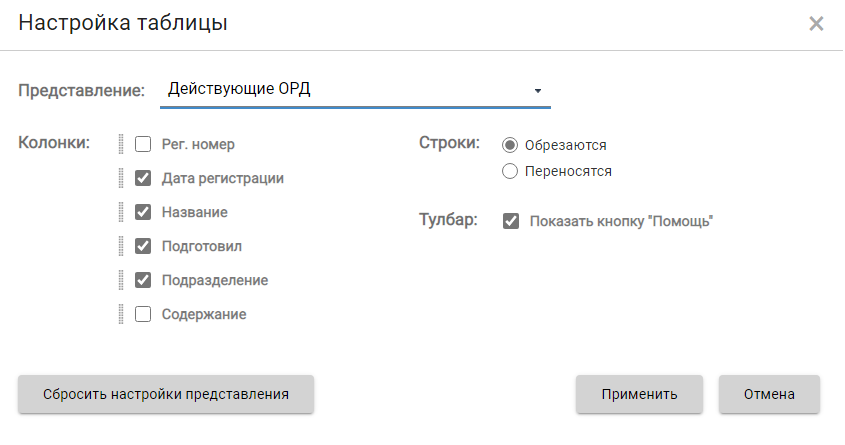 Настройка таблицы
Представление: Действующие ОРД
Колонки:
Рег. номер
Дата регистрации
Название
Подготовил
Подразделение
Содержание
Строки:
Обрезаются
Переносятся
Тулбар: Показать кнопку "Помощь"
Сбросить настройки представления
Применить
Отмена